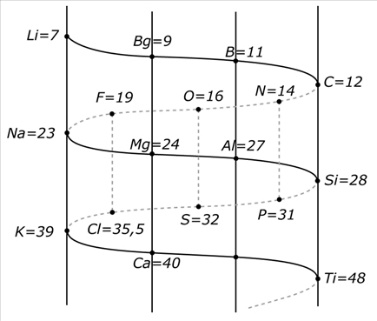 Li=7
Bg=9
B=11
C=12
F=19
O=16
N=14
Na=23
Mg=24
Al=27
Si=28
K=39
Cl=35,5
S=32
P=31
Ca=40
Ti=48